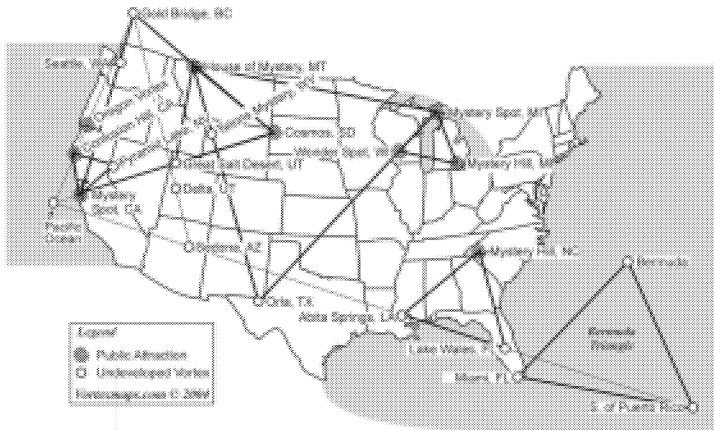 Gold Bridge, BC
Seattle, WA
House of Mystery, MT
Mystery Spot, MI
Cosmos, SD
Wonder Spot, WI
Great Salt Desert, UT
Mystery Hill, MI
Delta, UT
Mystery
Spot, CA
Pacific
Ocean
Sedona, AZ
Mystery Hill, NC
Bermuda
Orla, TX
Abita Springs, LA
Legend
Public Attraction
Undeveloped Vortex
Bermuda
Triangle
Lake Wales, FL
Miami, FL
S. of Puerto Rico